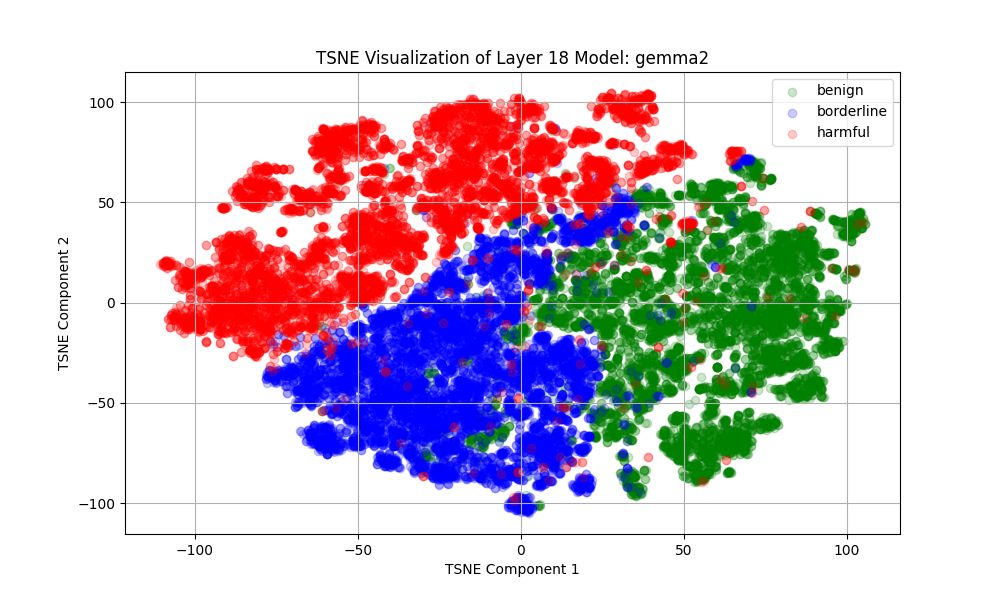 TSNE Visualization of Layer 18 Model: gemma2
benign
borderline
harmful
100
50
0
−50
−100
TSNE Component 2
−100
−50
0
50
100
TSNE Component 1